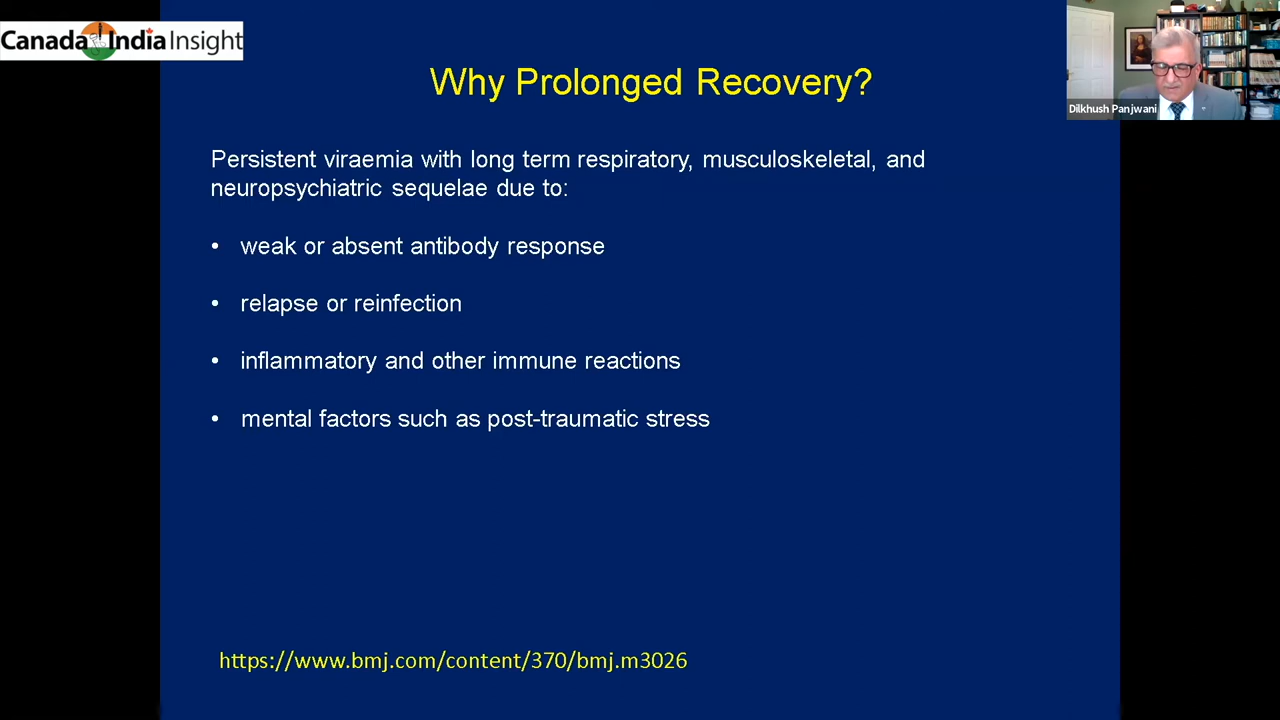 Canada India Insight
Dilkhush Panjwani
Why Prolonged Recovery?
Persistent viraemia with long term respiratory, musculoskeletal, and
neuropsychiatric sequelae due to:
• weak or absent antibody response
• relapse or reinfection
• inflammatory and other immune reactions
• mental factors such as post-traumatic stress
https://www.bmj.com/content/370/bmj.m3026